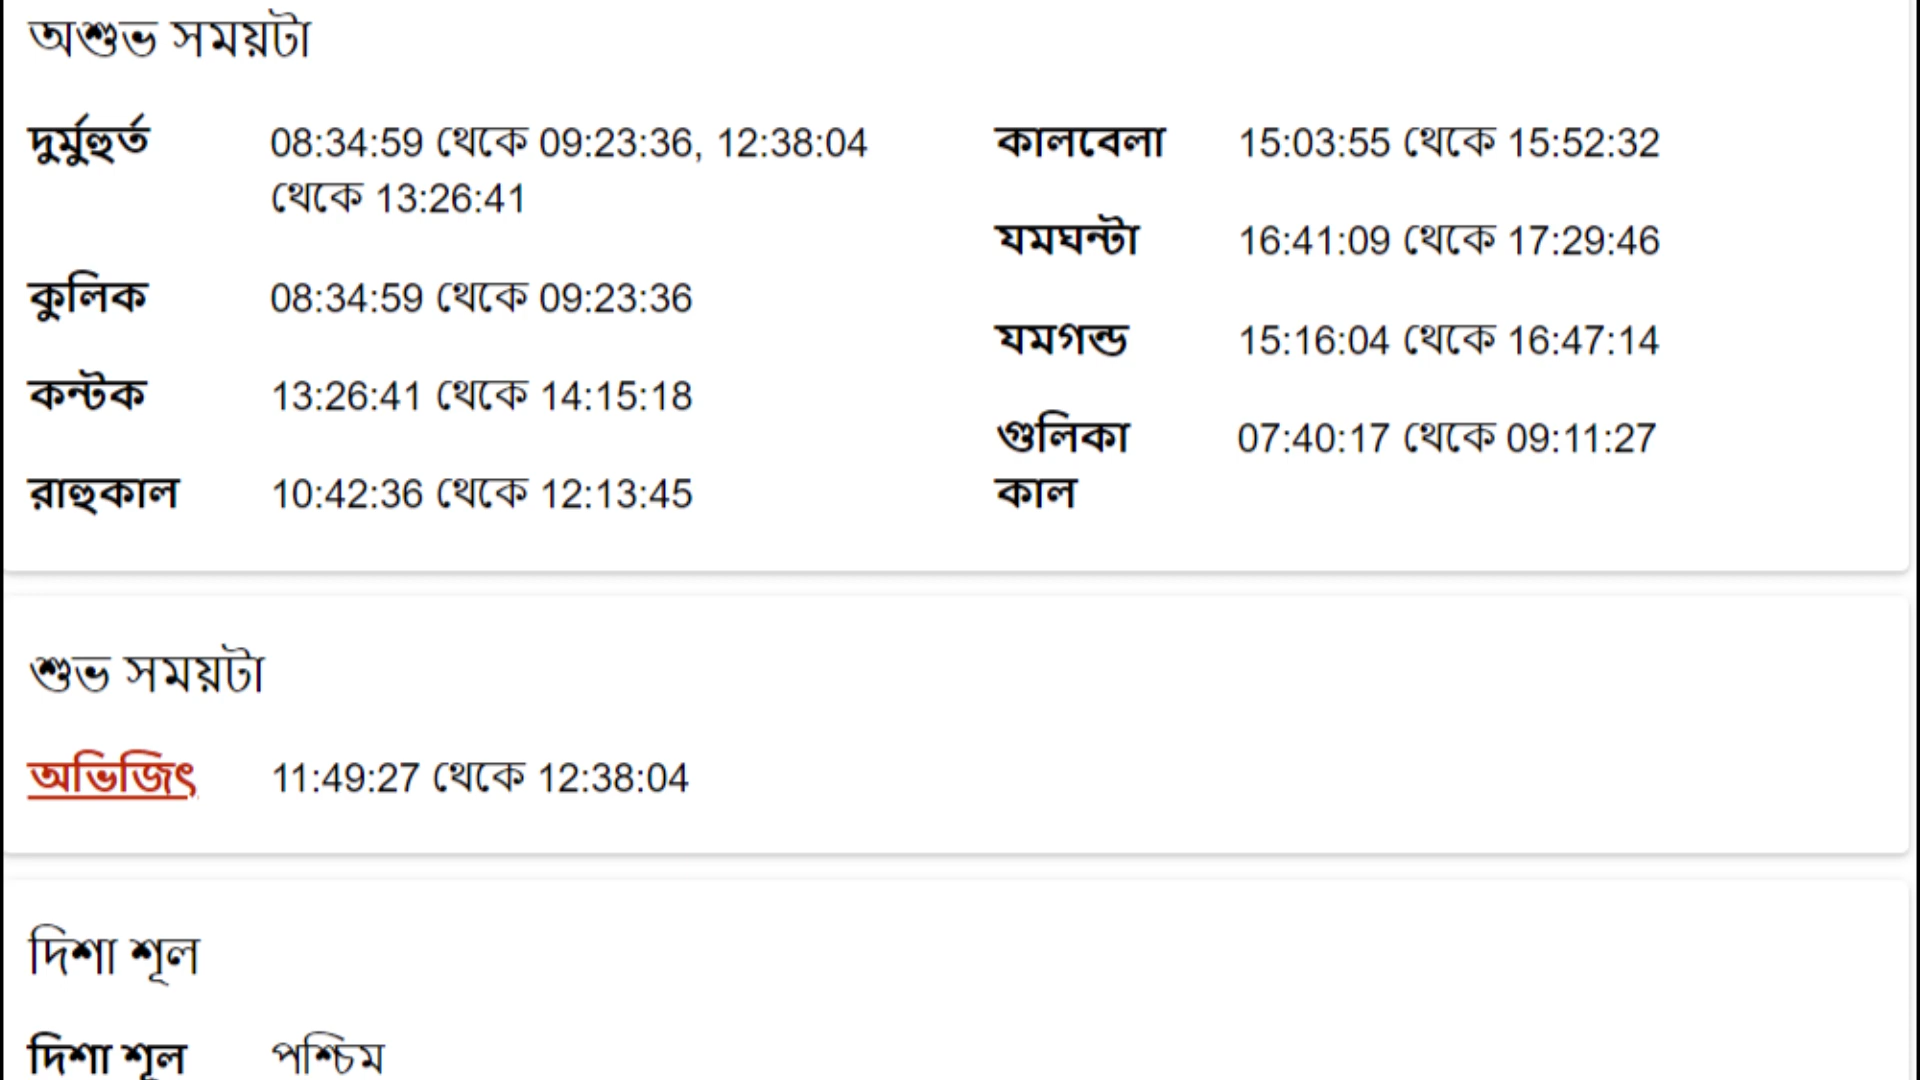 অশুভ সময়টা
দুর্মুহুর্ত 08:34:59 থেকে 09:23:36, 12:38:04
থেকে 13:26:41
কুলিক 08:34:59 থেকে 09:23:36
কন্টক 13:26:41 থেকে 14:15:18
রাহুকাল 10:42:36 থেকে 12:13:45
কালবেলা 15:03:55 থেকে 15:52:32
যমঘন্টা 16:41:09 থেকে 17:29:46
যমগন্ড 15:16:04 থেকে 16:47:14
গুলিকা 07:40:17 থেকে 09:11:27
কাল
শুভ সময়টা
অভিজিৎ 11:49:27 থেকে 12:38:04
দিশা শূল
দিশা শূল পশ্চিম